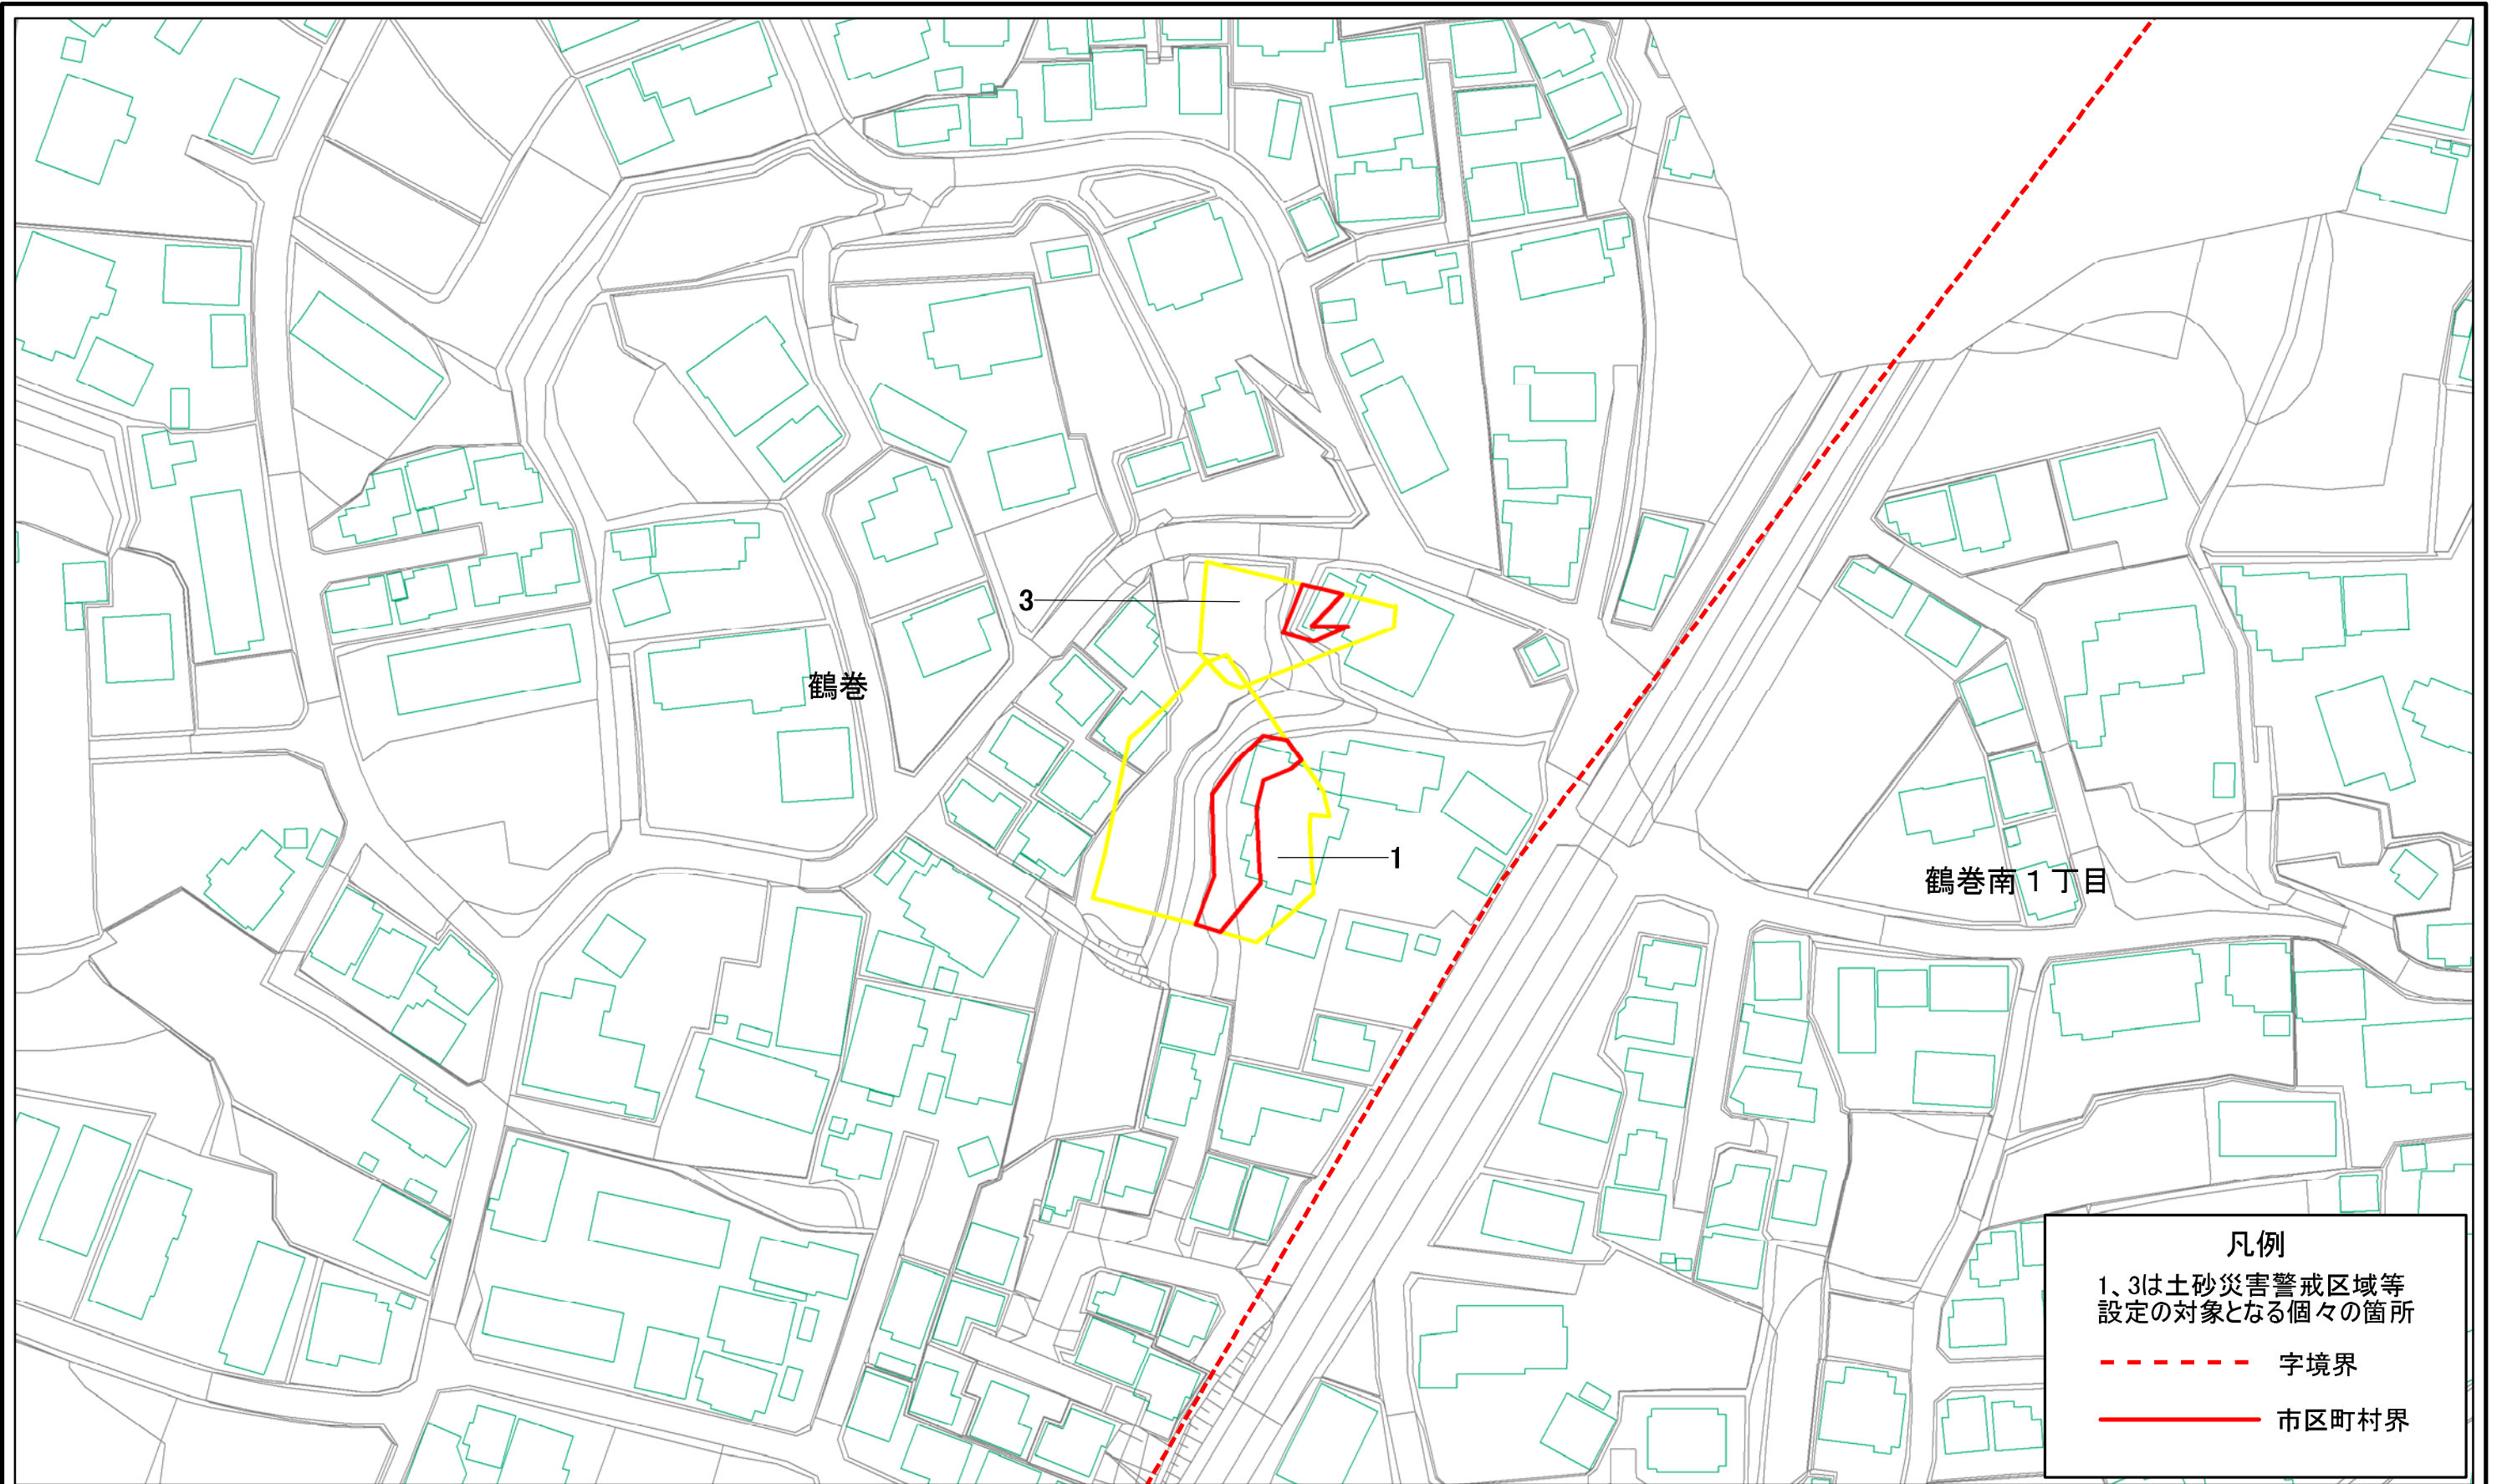 3
鶴巻
1
鶴巻南1丁目
凡例
1、3は土砂災害警戒区域等
設定の対象となる個々の箇所
字境界
市区町村界